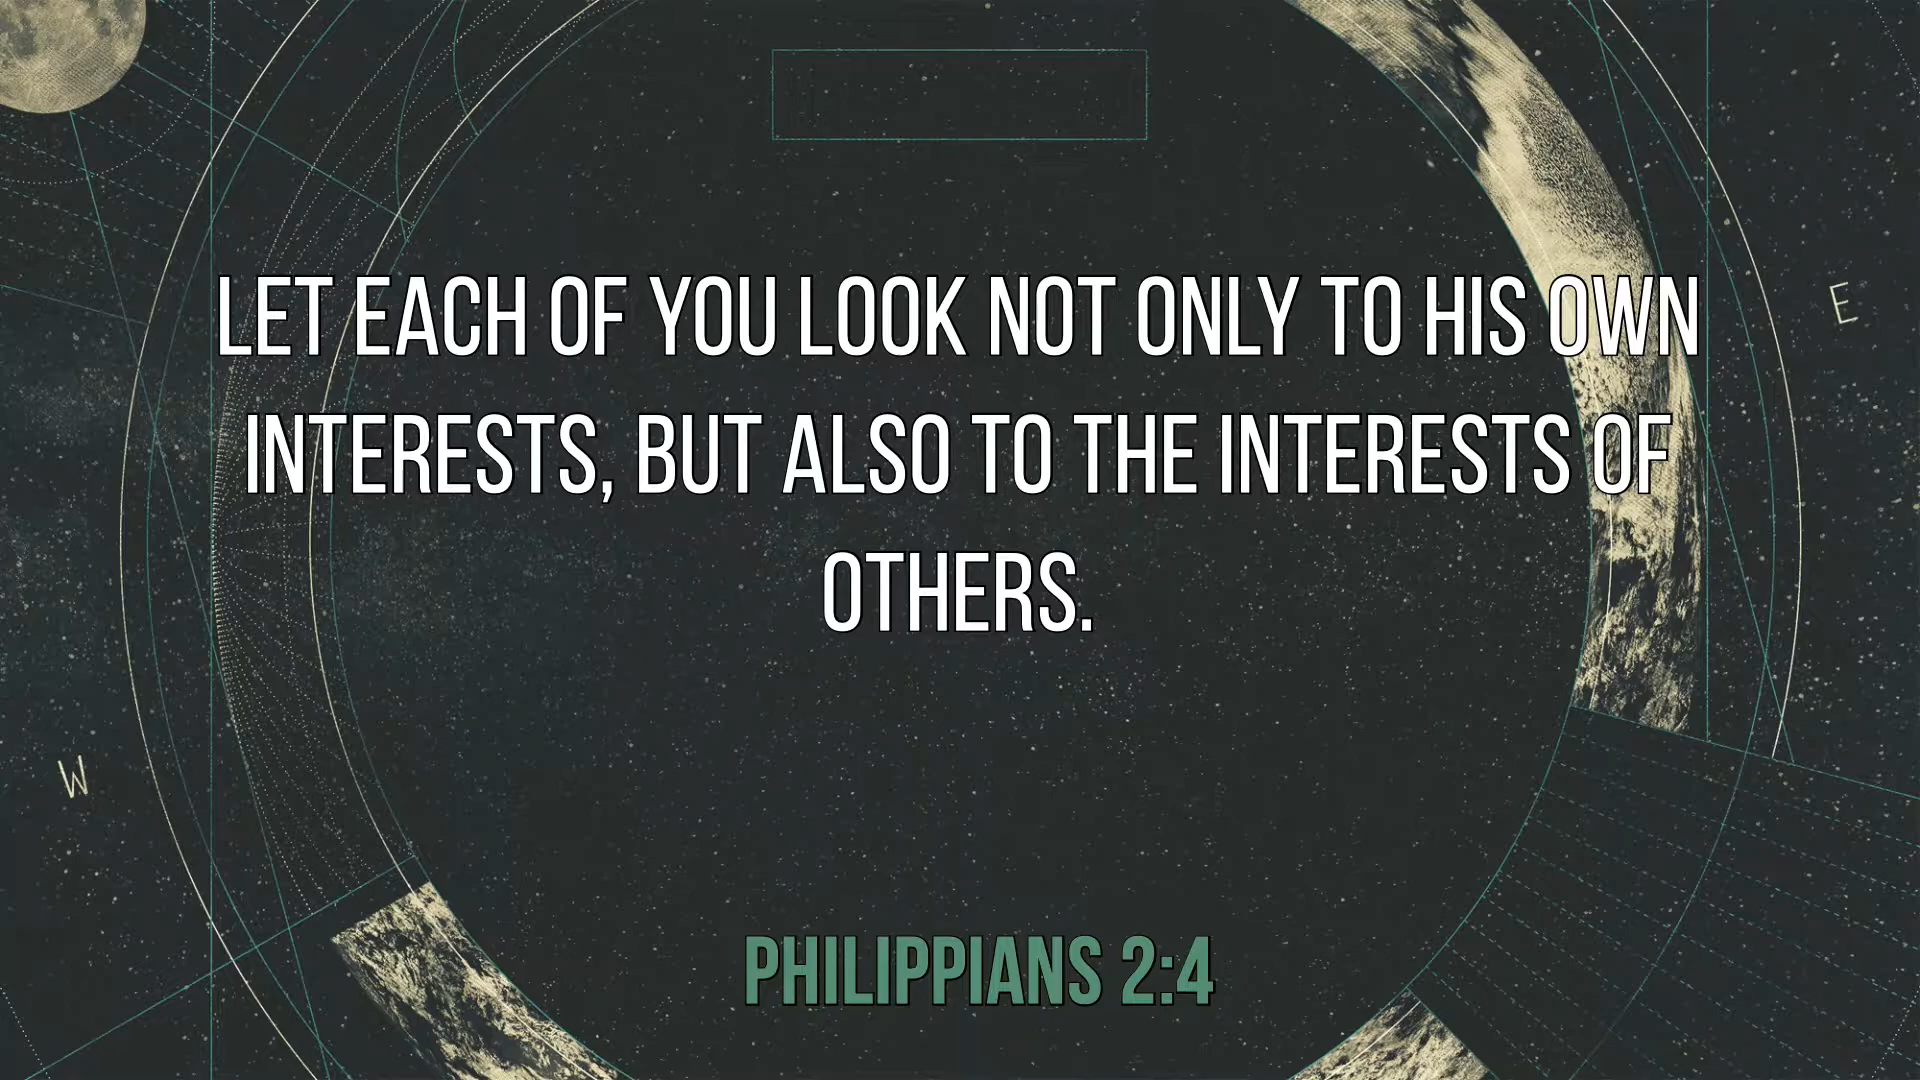 LET EACH OF YOU LOOK NOT ONLY TO HIS OWN
INTERESTS, BUT ALSO TO THE INTERESTS OF
OTHERS.
E
W
PHILIPPIANS 2:4